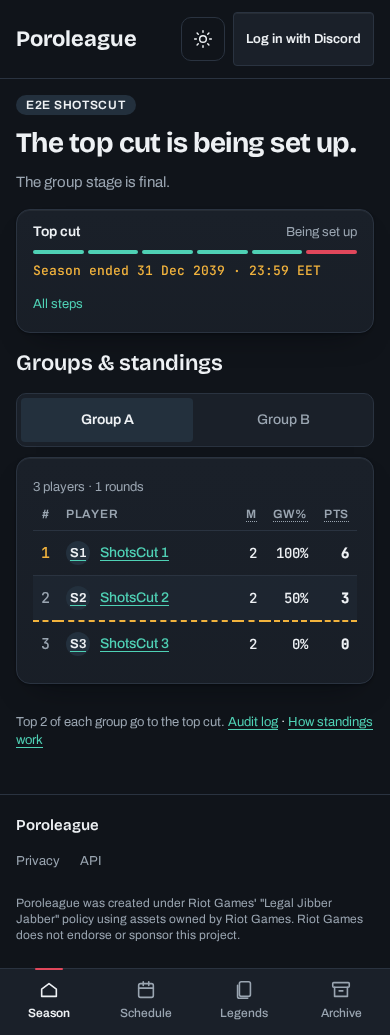 Poroleague
Log in with Discord
E2E SHOTSCUT
The top cut is being set up.
The group stage is final.
Top cut Being set up
Season ended 31 Dec 2039 · 23:59 EET
All steps
Groups & standings
Group A Group B
3 players · 1 rounds
# PLAYER M GW% PTS
1 S1 ShotsCut 1 2 100% 6
2 S2 ShotsCut 2 2 50% 3
3 S3 ShotsCut 3 2 0% 0
Top 2 of each group go to the top cut. Audit log · How standings
work
Poroleague
Privacy API
Poroleague was created under Riot Games' "Legal Jibber
Jabber" policy using assets owned by Riot Games. Riot Games
does not endorse or sponsor this project.
Season Schedule Legends Archive